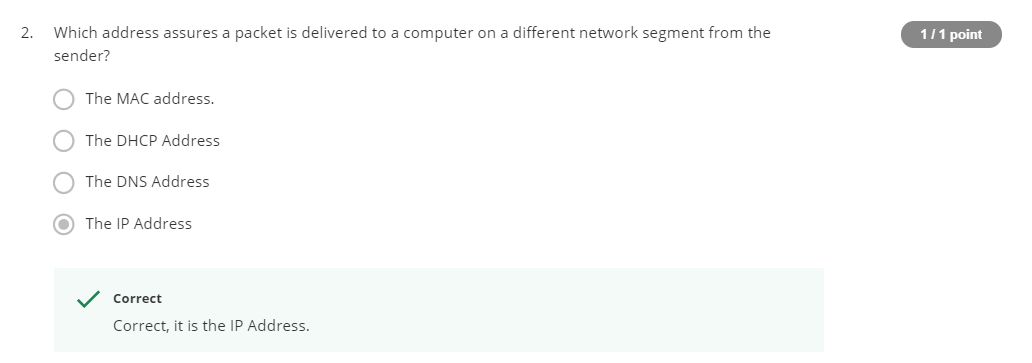 2. Which address assures a packet is delivered to a computer on a different network segment from the
sender?
1 / 1 point
The MAC address.
The DHCP Address
The DNS Address
The IP Address
Correct
Correct, it is the IP Address.